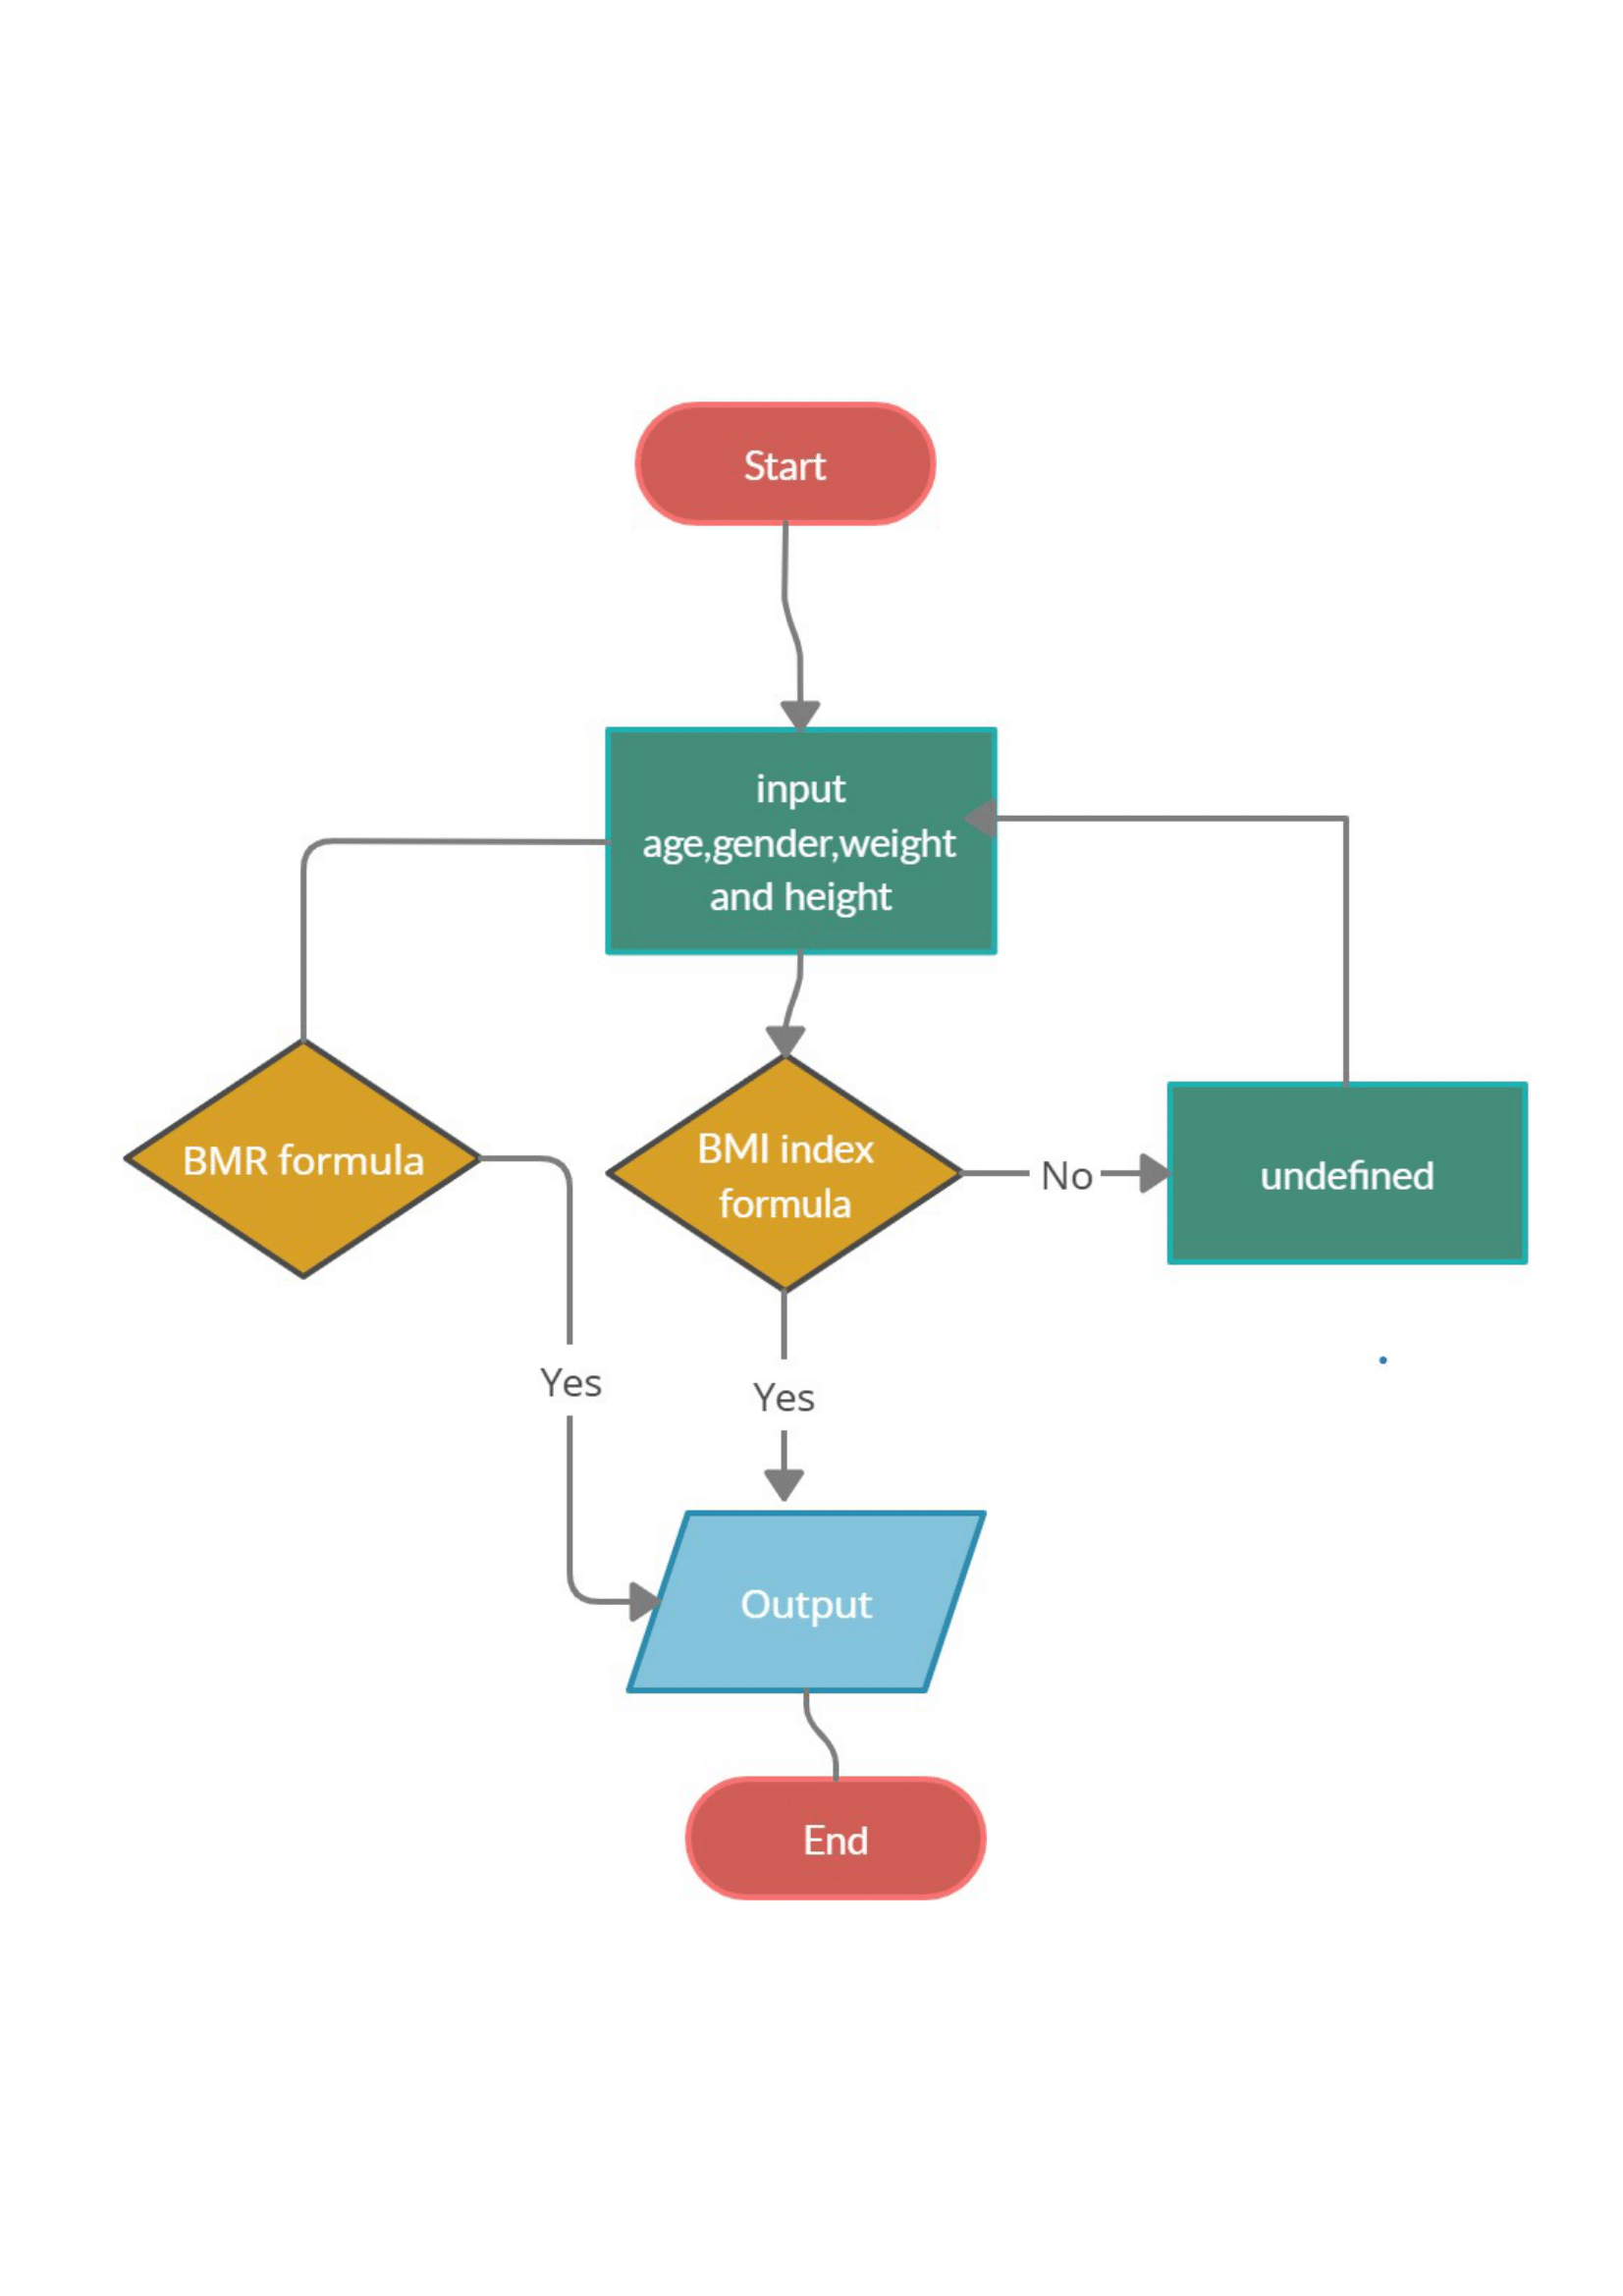 Start
input
age,gender,weight
and height
BMR formula
BMI index
formula
No
undefined
Yes
Yes
Output
End